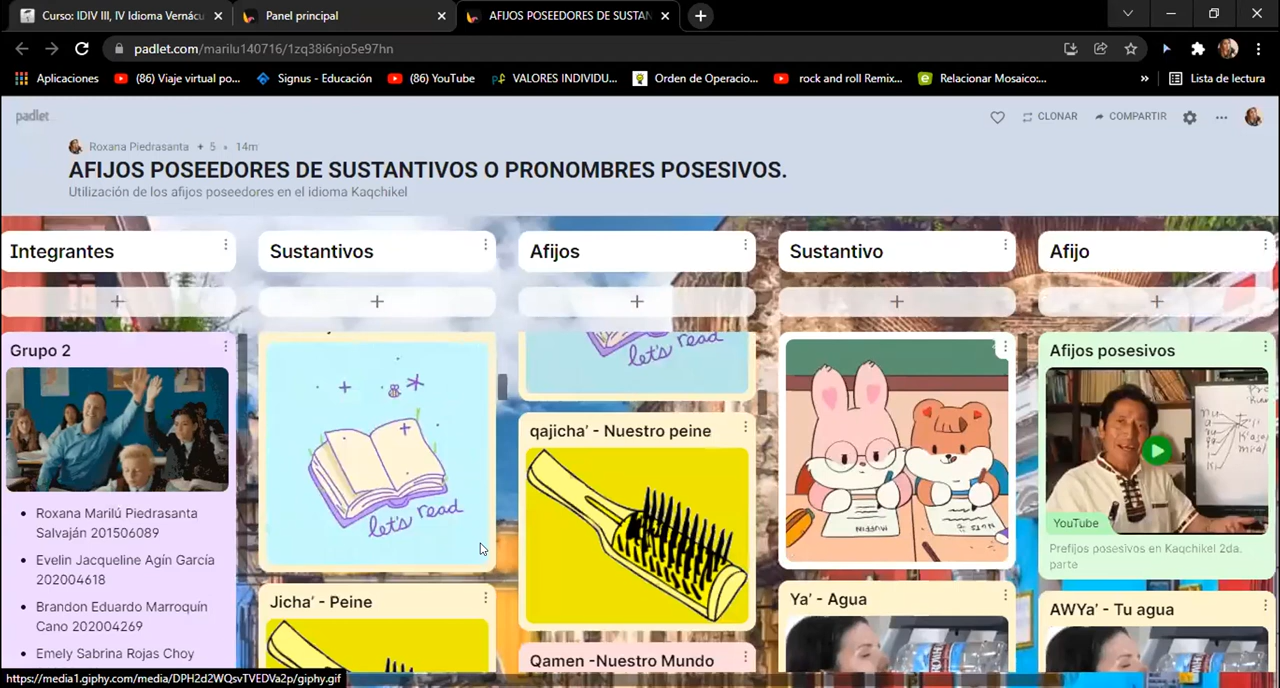 Curso: IDIV III, IV Idioma Vernácu
Panel principal
AFIJOS POSEEDORES DE SUSTAN
padlet.com/marilu140716/1zq38i6njo5e97hn
Aplicaciones
(86) Viaje virtual po...
Signus - Educación
(86) YouTube
VALORES INDIVIDU...
Orden de Operacio...
rock and roll Remix...
Relacionar Mosaico:...
»
Lista de lectura
padlet
CLONAR
COMPARTIR
Roxana Piedrasanta + 5 • 14m
AFIJOS POSEEDORES DE SUSTANTIVOS O PRONOMBRES POSESIVOS.
Utilización de los afijos poseedores en el idioma Kaqchikel
Integrantes
Sustantivos
Afijos
Sustantivo
Afijo
Grupo 2
Roxana Marilú Piedrasanta
Salvaján 201506089
Evelin Jacqueline Agín García
202004618
Brandon Eduardo Marroquín
Cano 202004269
Emely Sabrina Rojas Choy
let's read
Jicha' - Peine
let's read
qajicha' - Nuestro peine
Qamen -Nuestro Mundo
Ya' - Agua
Afijos posesivos
YouTube
Prefijos posesivos en Kaqchikel 2da.
parte
AWYa' - Tu agua
https://media1.giphy.com/media/DPH2d2WQsvTVEDVa2p/giphy.gif